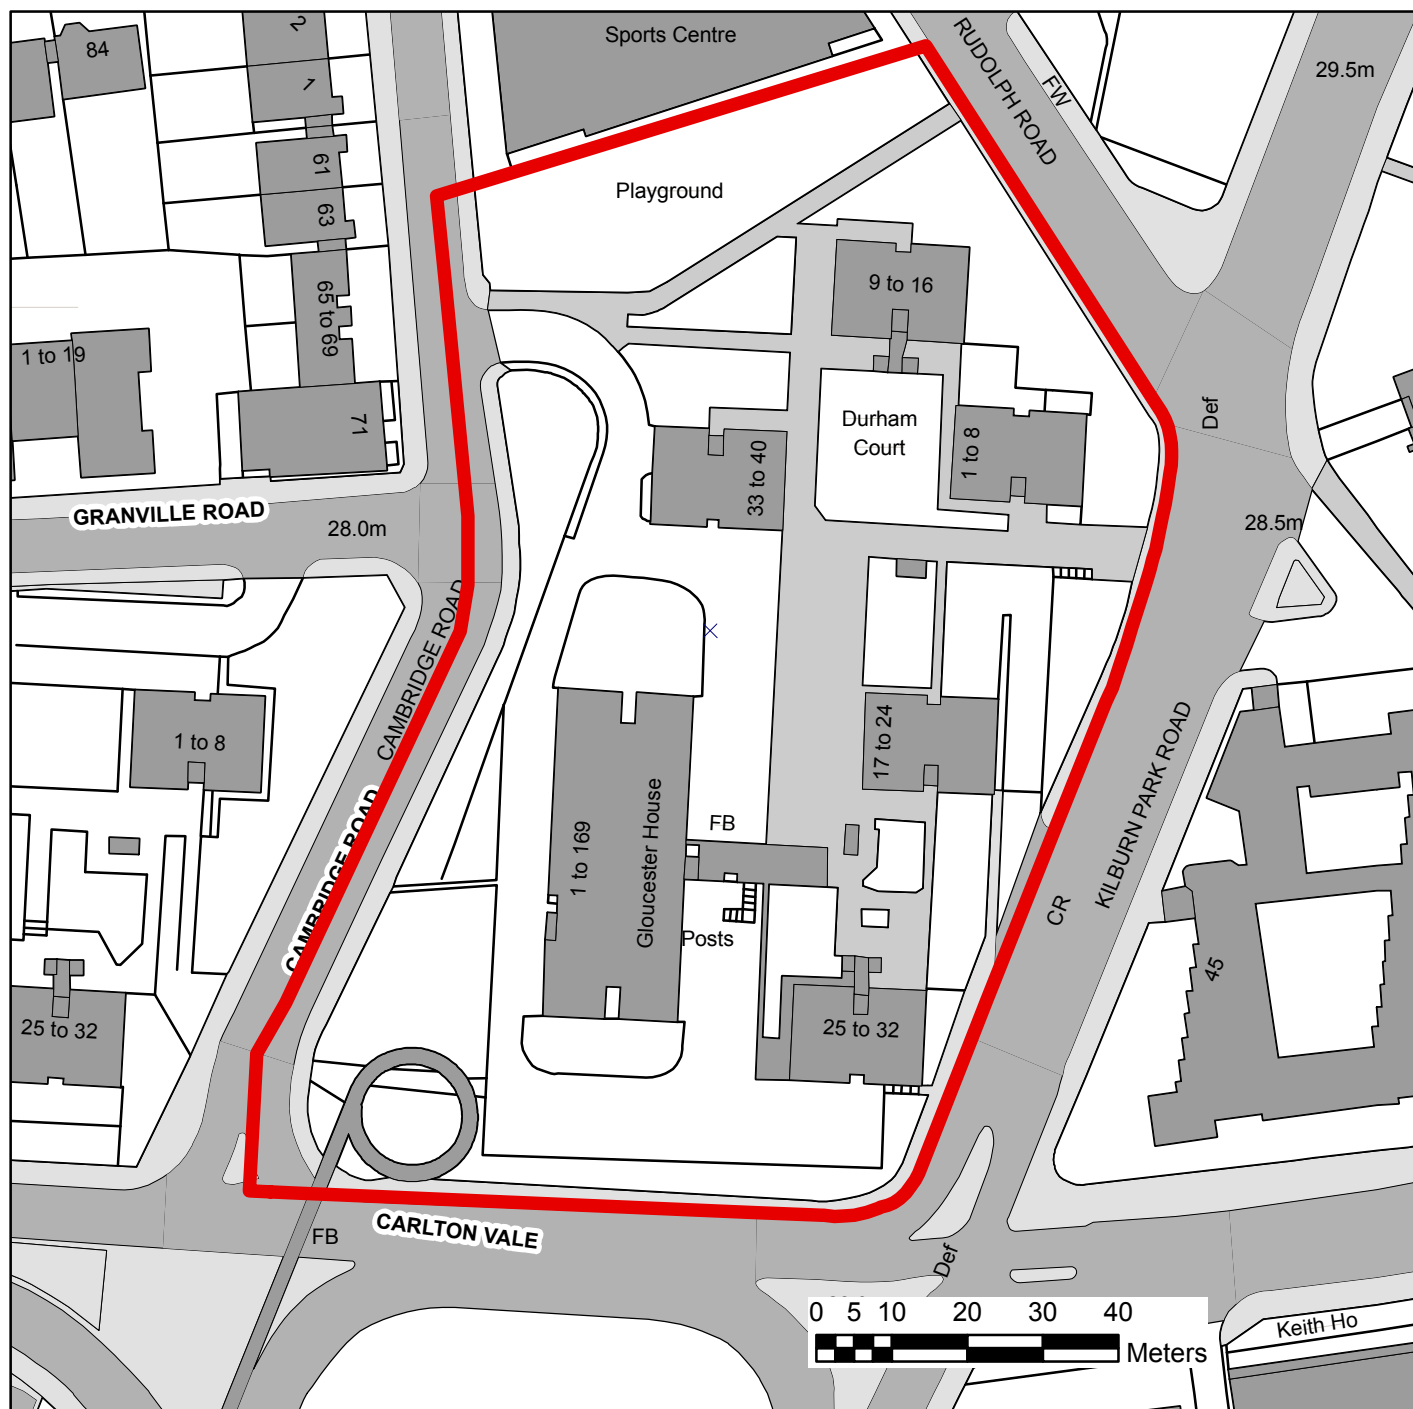 84
2
1
61
63
65 to 69
71
1 to 19
Sports Centre
RUDOLPH ROAD
FW
29.5m
Playground
9 to 16
Durham
Court
1 to 8
33 to 40
Def
28.5m
GRANVILLE ROAD
28.0m
CAMBRIDGE ROAD
CAMBRIDGE ROAD
1 to 8
25 to 32
1 to 169
Gloucester House
FB
Posts
17 to 24
25 to 32
CR
KILBURN PARK ROAD
45
FB
CARLTON VALE
Def
0 5 10 20 30 40
Meters
Keith Ho